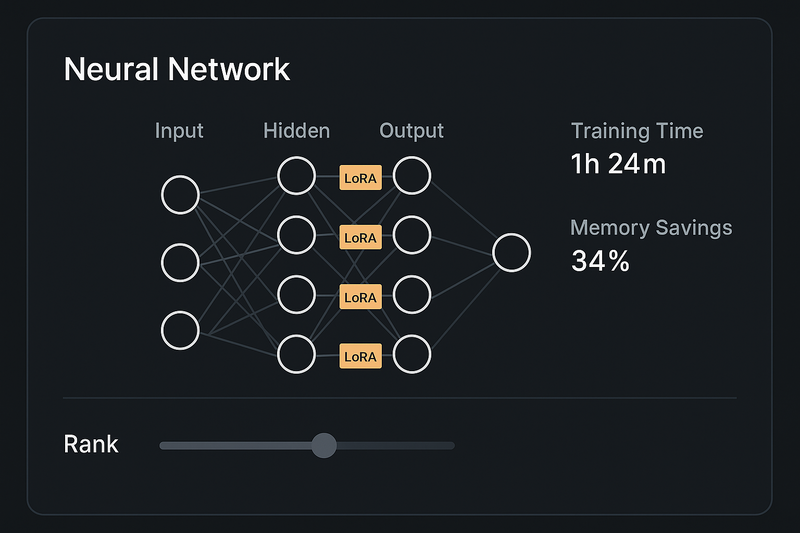 Neural Network
Input Hidden Output
LoRA
LoRA
LoRA
LoRA
Training Time
1h 24m
Memory Savings
34%
Rank